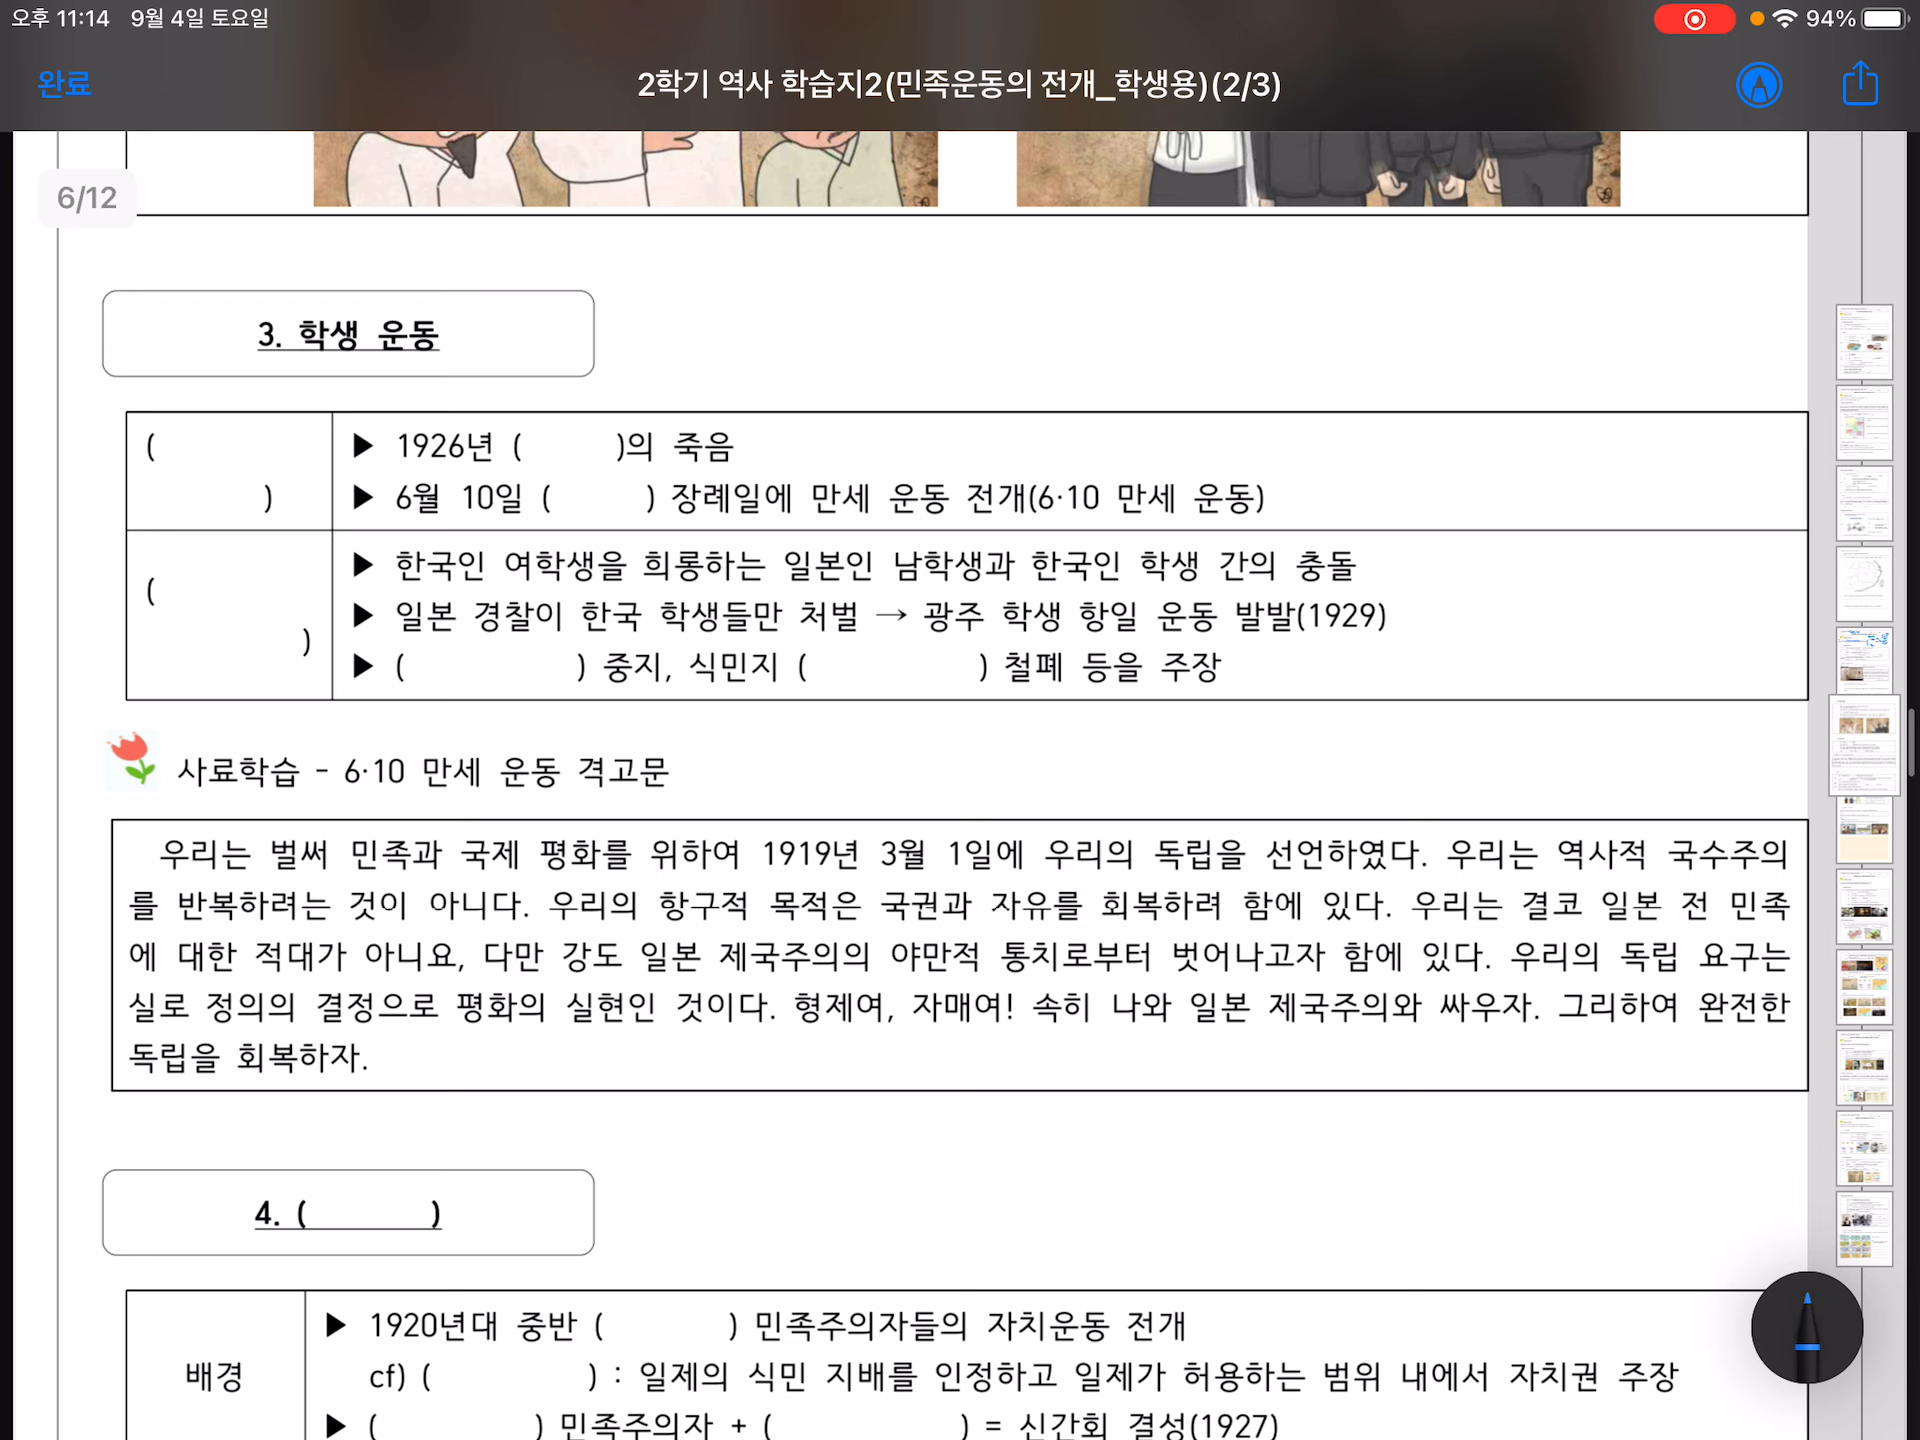 오후 11:14 9월 4일 토요일
94%
완료
2학기 역사 학습지2(민족운동의 전개_학생용)(2/3)
6/12
3. 학생 운동
( )
▶ 1926년 ( )의 죽음
▶ 6월 10일 ( ) 장례일에 만세 운동 전개(6·10 만세 운동)
( )
▶ 한국인 여학생을 희롱하는 일본인 남학생과 한국인 학생 간의 충돌
▶ 일본 경찰이 한국 학생들만 처벌 → 광주 학생 항일 운동 발발(1929)
▶ ( ) 중지, 식민지 ( ) 철폐 등을 주장
사료학습 - 6·10 만세 운동 격고문
우리는 벌써 민족과 국제 평화를 위하여 1919년 3월 1일에 우리의 독립을 선언하였다. 우리는 역사적 국수주의
를 반복하려는 것이 아니다. 우리의 항구적 목적은 국권과 자유를 회복하려 함에 있다. 우리는 결코 일본 전 민족
에 대한 적대가 아니요, 다만 강도 일본 제국주의의 야만적 통치로부터 벗어나고자 함에 있다. 우리의 독립 요구는
실로 정의의 결정으로 평화의 실현인 것이다. 형제여, 자매여! 속히 나와 일본 제국주의와 싸우자. 그리하여 완전한
독립을 회복하자.
4. ( )
배경
▶ 1920년대 중반 ( ) 민족주의자들의 자치운동 전개
cf) ( ) : 일제의 식민 지배를 인정하고 일제가 허용하는 범위 내에서 자치권 주장
▶ ( ) 민족주의자 + ( ) = 신간회 결성(1927)